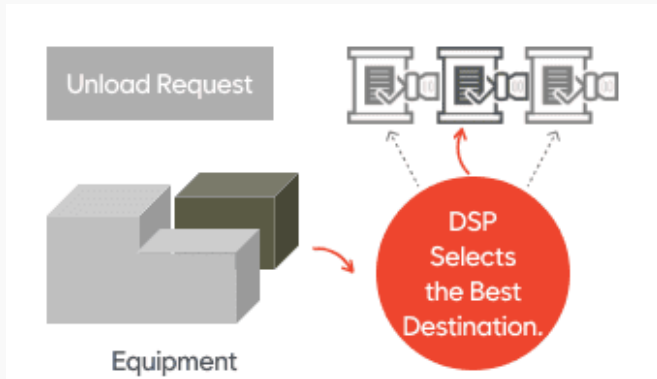 Unload Request
DSP
Selects
the Best
Destination.
Equipment